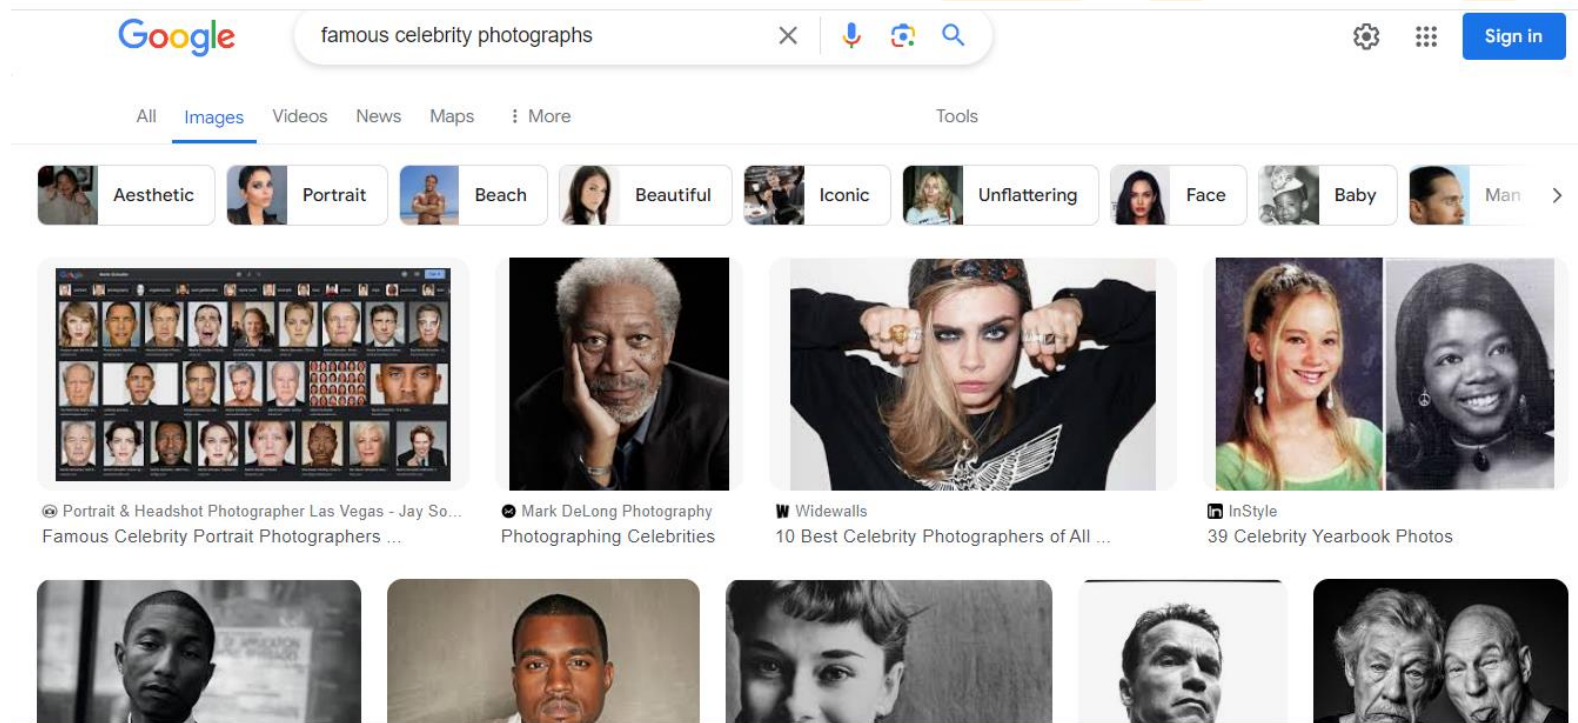 Google
famous celebrity photographs
Sign in
All Images Videos News Maps More Tools
Aesthetic Portrait Beach Beautiful Iconic Unflattering Face Baby Man
Portrait & Headshot Photographer Las Vegas - Jay So...
Famous Celebrity Portrait Photographers ...
Mark DeLong Photography
Photographing Celebrities
W Widewalls
10 Best Celebrity Photographers of All ...
In InStyle
39 Celebrity Yearbook Photos